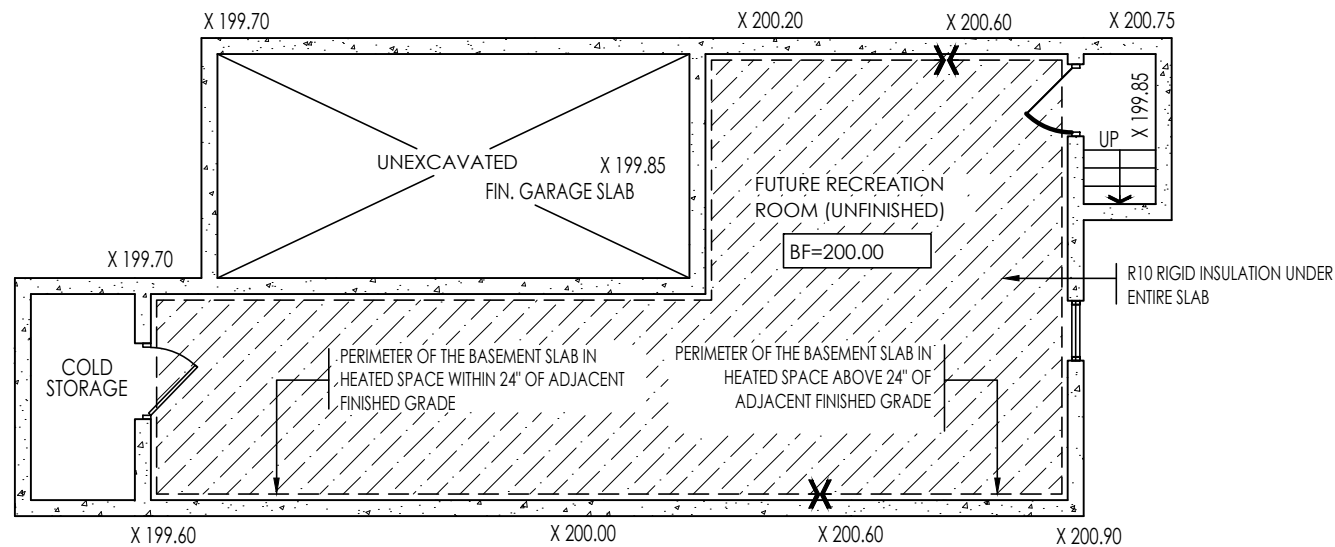 X 199.70
X 200.20
X 200.60
X 200.75
X 199.85
UP
UNEXCAVATED
X 199.85
FIN. GARAGE SLAB
FUTURE RECREATION
ROOM (UNFINISHED)
BF=200.00
X 199.70
R10 RIGID INSULATION UNDER
ENTIRE SLAB
COLD
STORAGE
PERIMETER OF THE BASEMENT SLAB IN
HEATED SPACE WITHIN 24" OF ADJACENT
FINISHED GRADE
PERIMETER OF THE BASEMENT SLAB IN
HEATED SPACE ABOVE 24" OF
ADJACENT FINISHED GRADE
X 199.60
X 200.00
X 200.60
X 200.90